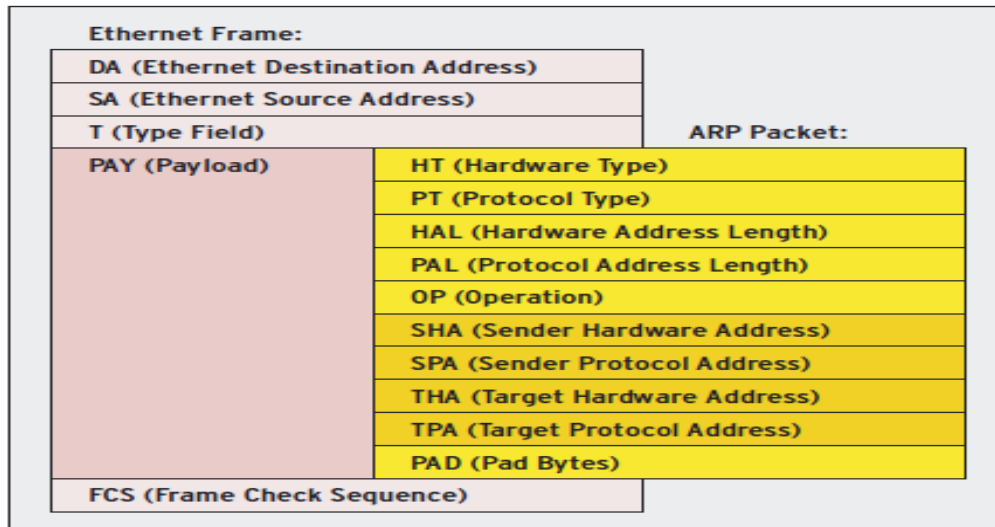 Ethernet Frame:
DA (Ethernet Destination Address)
SA (Ethernet Source Address)
T (Type Field)
ARP Packet:
PAY (Payload)
HT (Hardware Type)
PT (Protocol Type)
HAL (Hardware Address Length)
PAL (Protocol Address Length)
OP (Operation)
SHA (Sender Hardware Address)
SPA (Sender Protocol Address)
THA (Target Hardware Address)
TPA (Target Protocol Address)
PAD (Pad Bytes)
FCS (Frame Check Sequence)